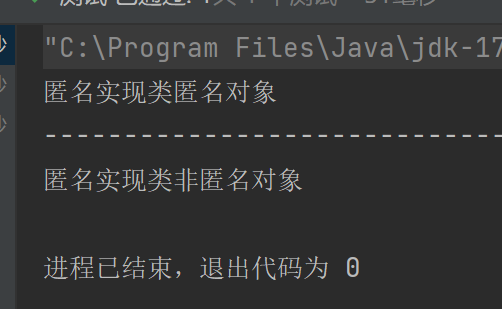 "C:\Program Files\Java\jdk-17
匿名实现类匿名对象
------------------------------
匿名实现类非匿名对象
进程已结束，退出代码为 0